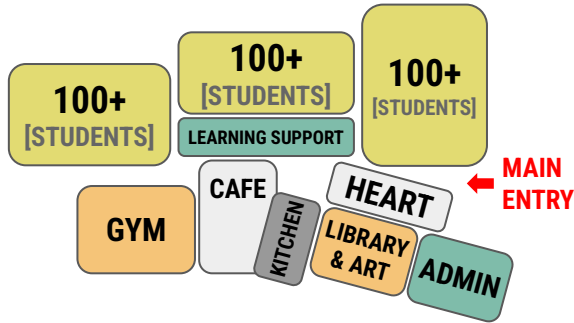 100+
[STUDENTS]
100+
[STUDENTS]
100+
[STUDENTS]
LEARNING SUPPORT
MAIN
ENTRY
CAFE
HEART
GYM
KITCHEN
LIBRARY
& ART
ADMIN